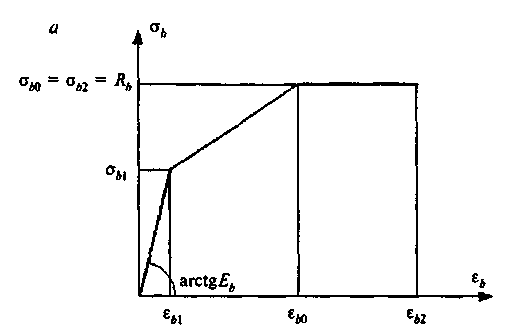 а
σb
σb0 = σb2 = Rb
σb1
arctgEb
εb
εb1 εb0 εb2